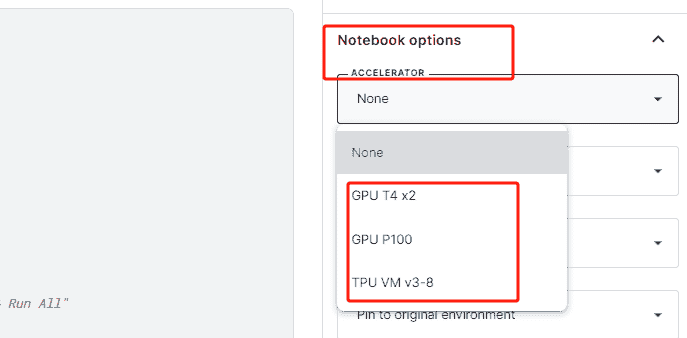 Notebook options
ACCELERATOR
None
None
GPU T4 x2
GPU P100
TPU VM v3-8
Run All"
Pin to original environment